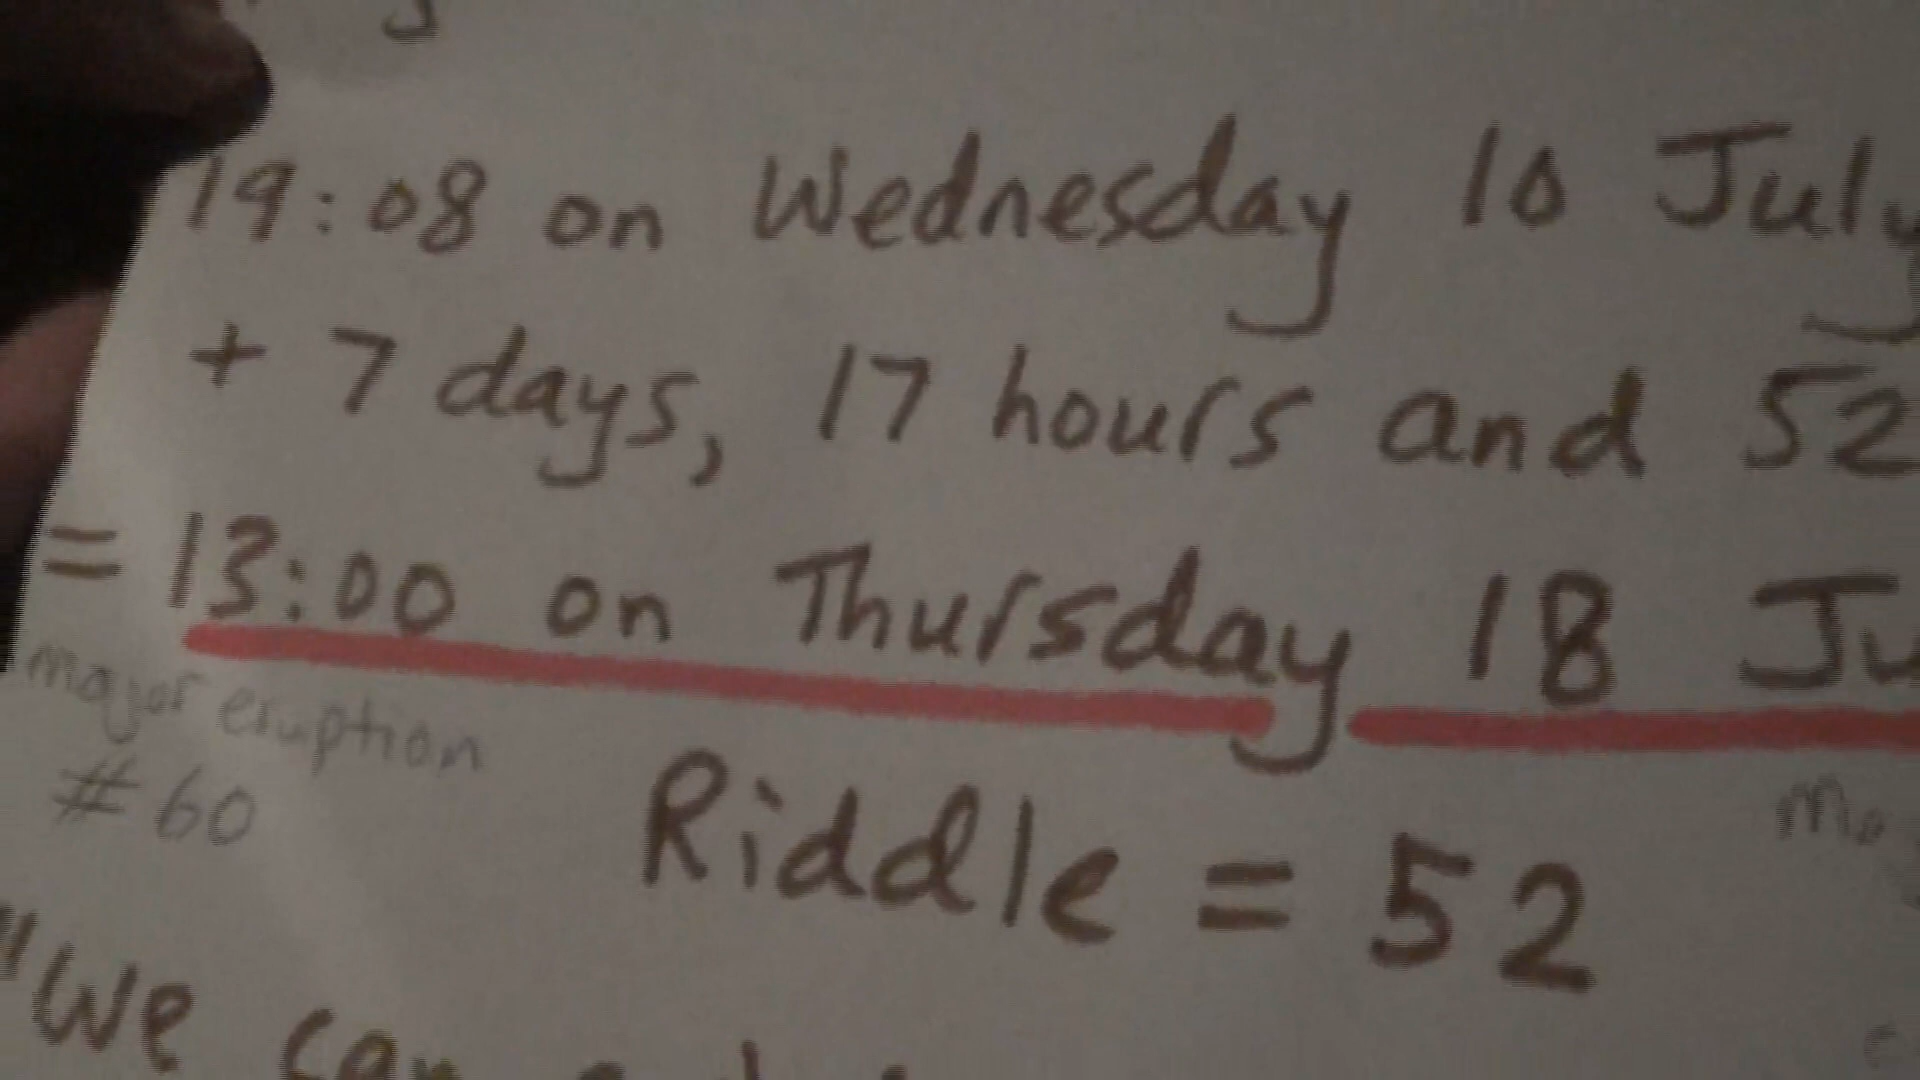 19:08 on Wednesday 10 July
+ 7 days, 17 hours and 52
= 13:00 on Thursday 18 Ju
major eruption
#60
Riddle = 52
"We can